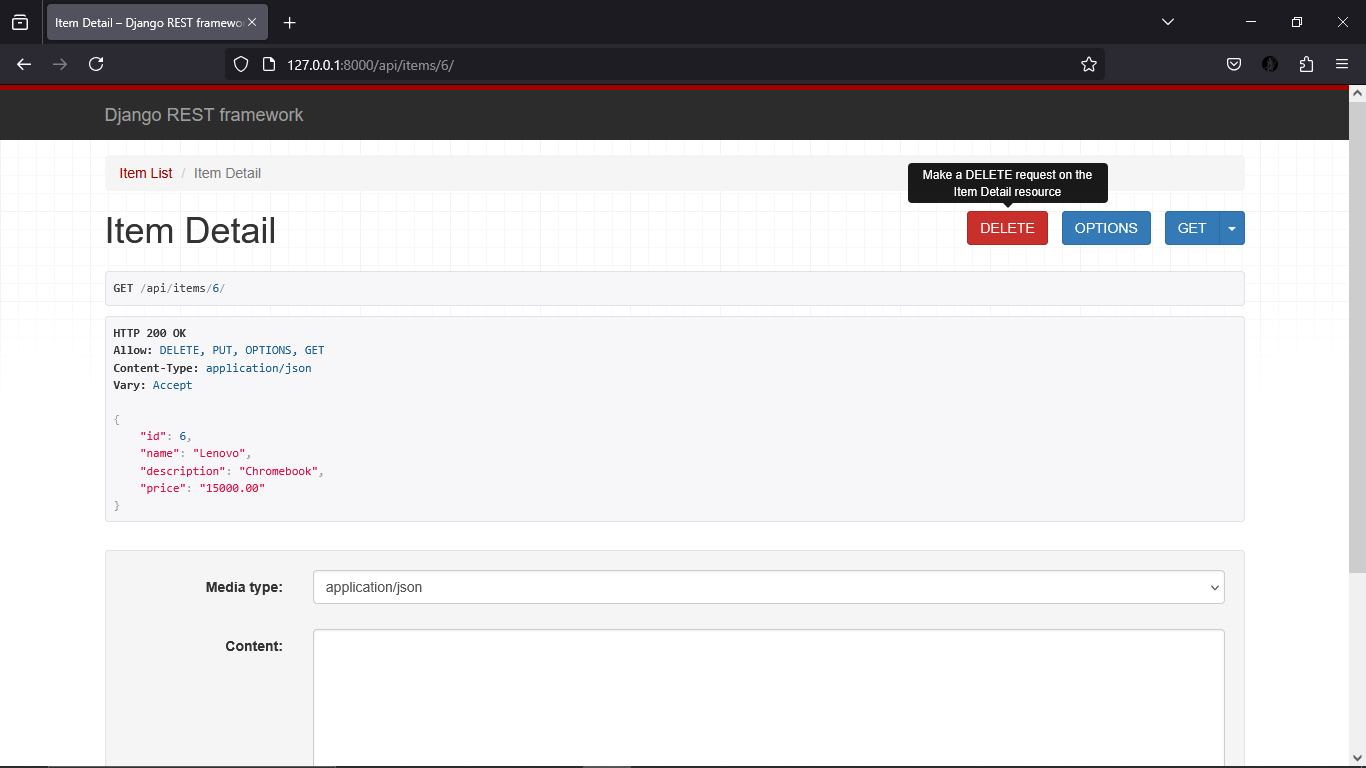 Item Detail – Django REST framewo
127.0.0.1:8000/api/items/6/
Django REST framework
Item List / Item Detail
Make a DELETE request on the
Item Detail resource
Item Detail
DELETE OPTIONS GET
GET /api/items/6/
HTTP 200 OK
Allow: DELETE, PUT, OPTIONS, GET
Content-Type: application/json
Vary: Accept
{
    "id": 6,
    "name": "Lenovo",
    "description": "Chromebook",
    "price": "15000.00"
}
Media type: application/json
Content: